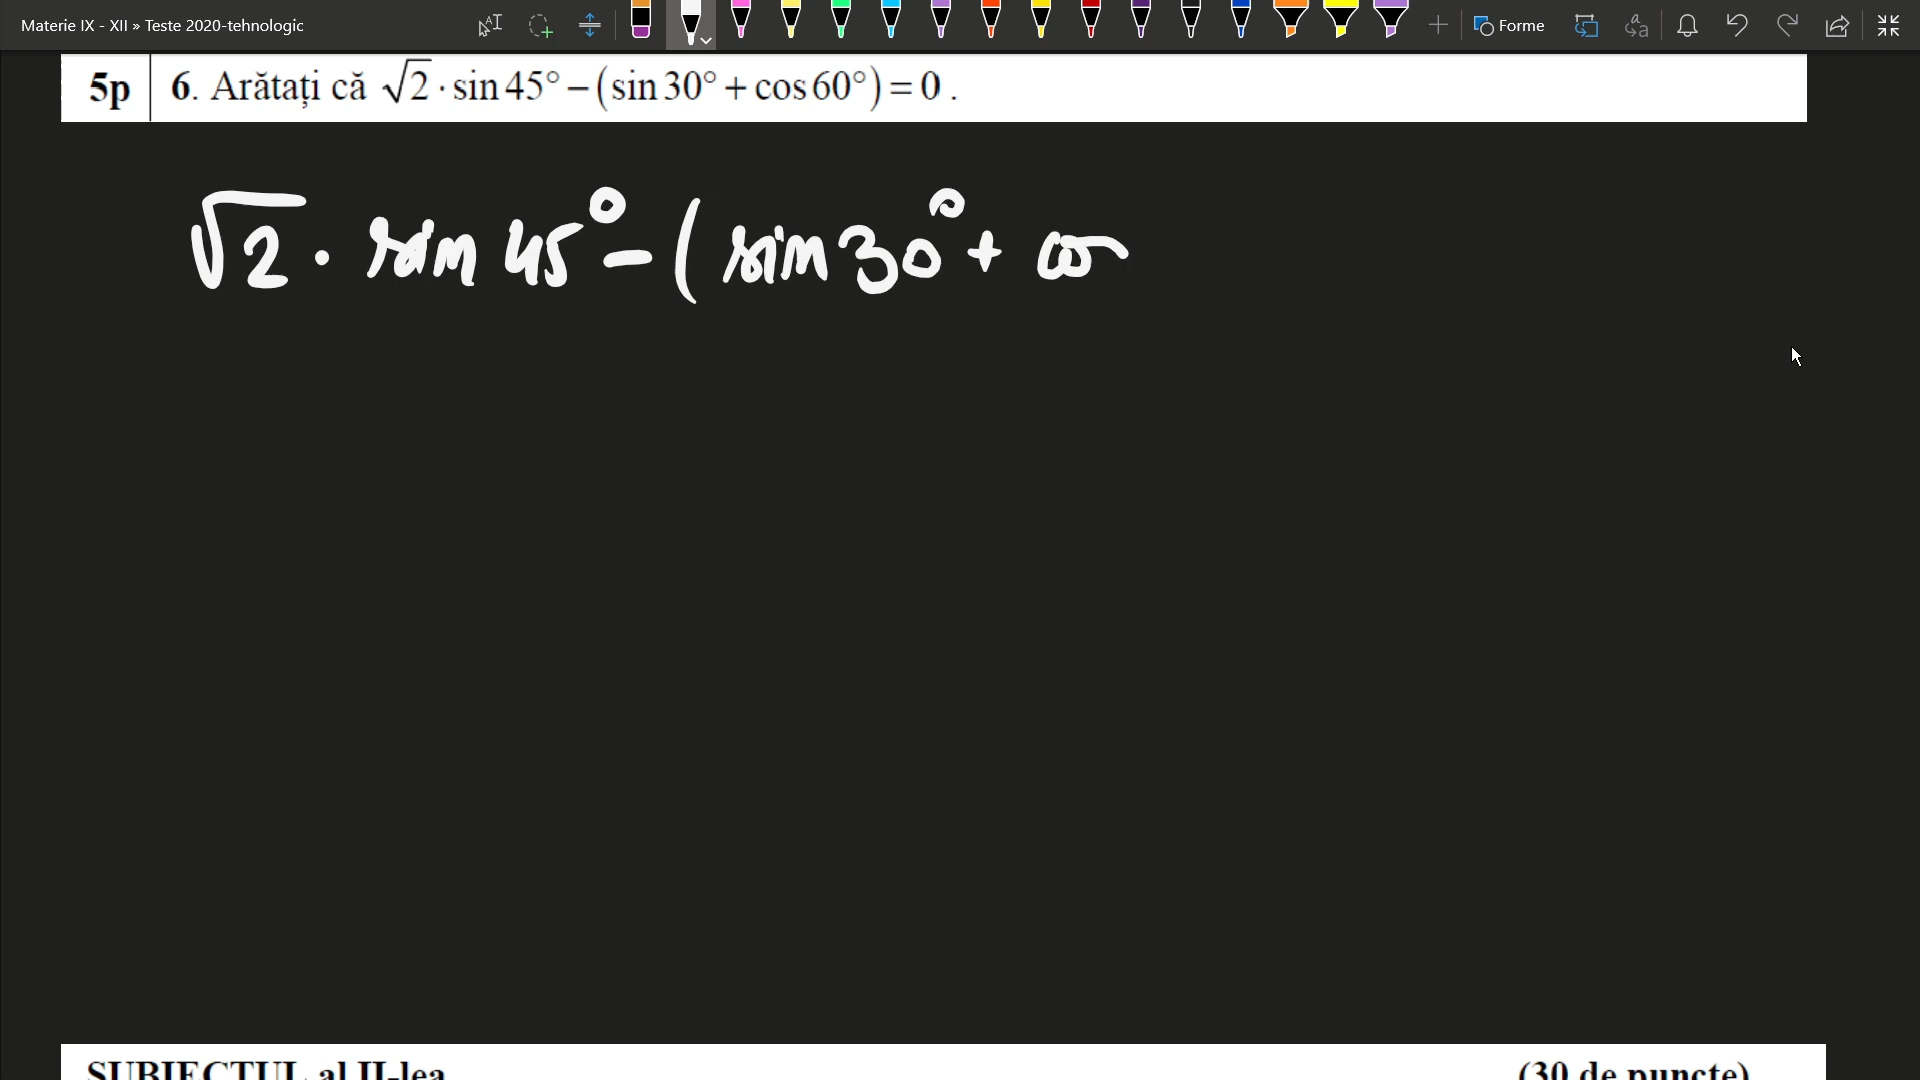 Materie IX - XII » Teste 2020-tehnologic Forme
5p 6. Arătați că √2 · sin 45° − (sin 30° + cos 60°) = 0 .
√2 · sin 45° − ( sin 30° + cos
SUBIECTUL al II-lea (30 de puncte)